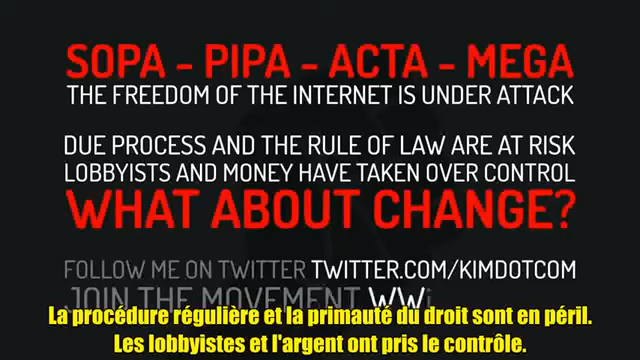 SOPA - PIPA - ACTA - MEGA
THE FREEDOM OF THE INTERNET IS UNDER ATTACK
DUE PROCESS AND THE RULE OF LAW ARE AT RISK
LOBBYISTS AND MONEY HAVE TAKEN OVER CONTROL
WHAT ABOUT CHANGE?
FOLLOW ME ON TWITTER TWITTER.COM/KIMDOTCOM
JOIN THE MOVEMENT
La procédure régulière et la primauté du droit sont en péril.
Les lobbyistes et l'argent ont pris le contrôle.